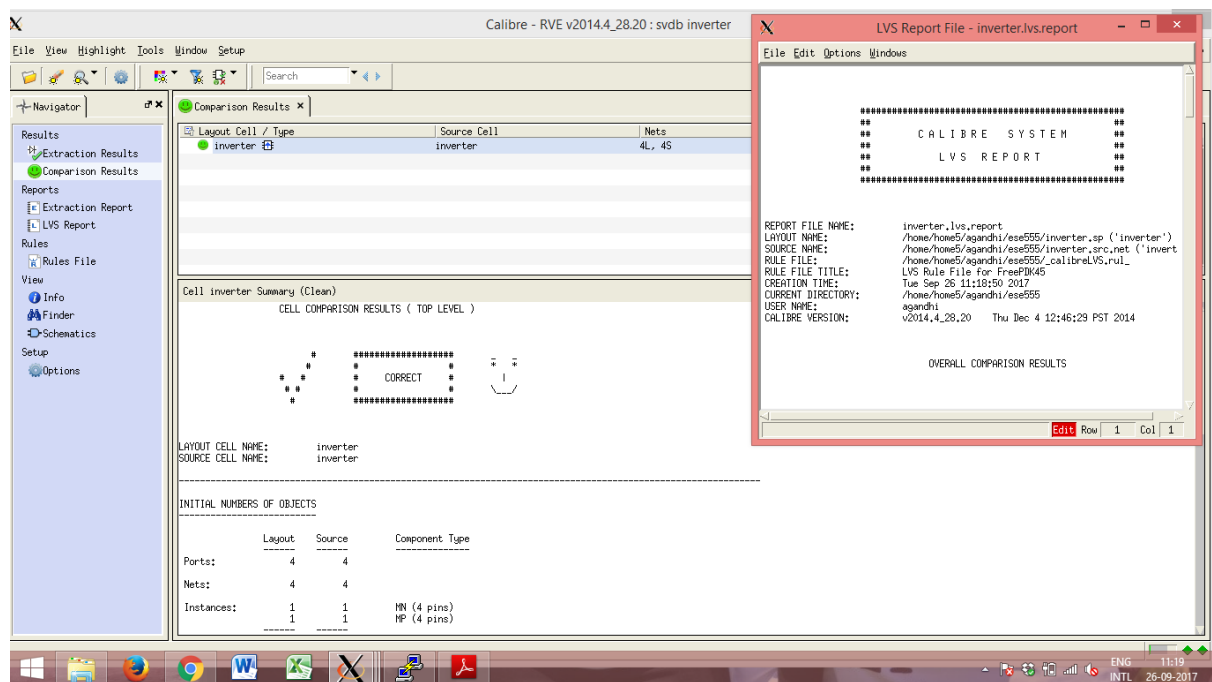 Calibre - RVE v2014.4_28.20 : svdb inverter
File View Highlight Tools Window Setup
Search
Navigator
Results
Extraction Results
Comparison Results
Reports
Extraction Report
LVS Report
Rules
Rules File
View
Info
Finder
Schematics
Setup
Options
Comparison Results
Layout Cell / Type Source Cell Nets
inverter inverter 4L, 4S
Cell inverter Summary (Clean)
CELL COMPARISON RESULTS ( TOP LEVEL )
# ################### _ _
# # # * *
# # # CORRECT # |
# # # # \___/
# ###################
LAYOUT CELL NAME: inverter
SOURCE CELL NAME: inverter
INITIAL NUMBERS OF OBJECTS
Layout Source Component Type
Ports: 4 4
Nets: 4 4
Instances: 1 1 MN (4 pins)
1 1 MP (4 pins)
LVS Report File - inverter.lvs.report
File Edit Options Windows
##################################################
## ##
## C A L I B R E S Y S T E M ##
## ##
## L V S R E P O R T ##
## ##
##################################################
REPORT FILE NAME: inverter.lvs.report
LAYOUT NAME: /home/home5/agandhi/ese555/inverter.sp ('inverter')
SOURCE NAME: /home/home5/agandhi/ese555/inverter.src.net ('invert
RULE FILE: /home/home5/agandhi/ese555/_calibreLVS.rul_
RULE FILE TITLE: LVS Rule File for FreePDK45
CREATION TIME: Tue Sep 26 11:18:50 2017
CURRENT DIRECTORY: /home/home5/agandhi/ese555
USER NAME: agandhi
CALIBRE VERSION: v2014.4_28.20 Thu Dec 4 12:46:29 PST 2014
OVERALL COMPARISON RESULTS
Edit Row 1 Col 1
ENG 11:19
INTL 26-09-2017